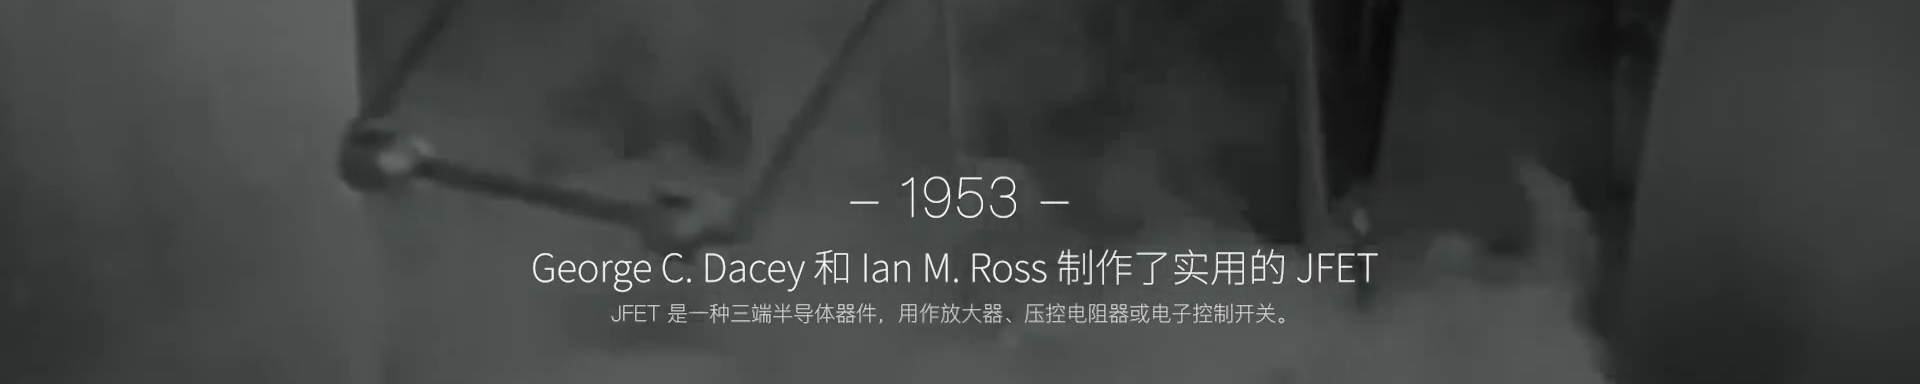 – 1953 –
George C. Dacey 和 Ian M. Ross 制作了实用的 JFET
JFET 是一种三端半导体器件，用作放大器、压控电阻器或电子控制开关。